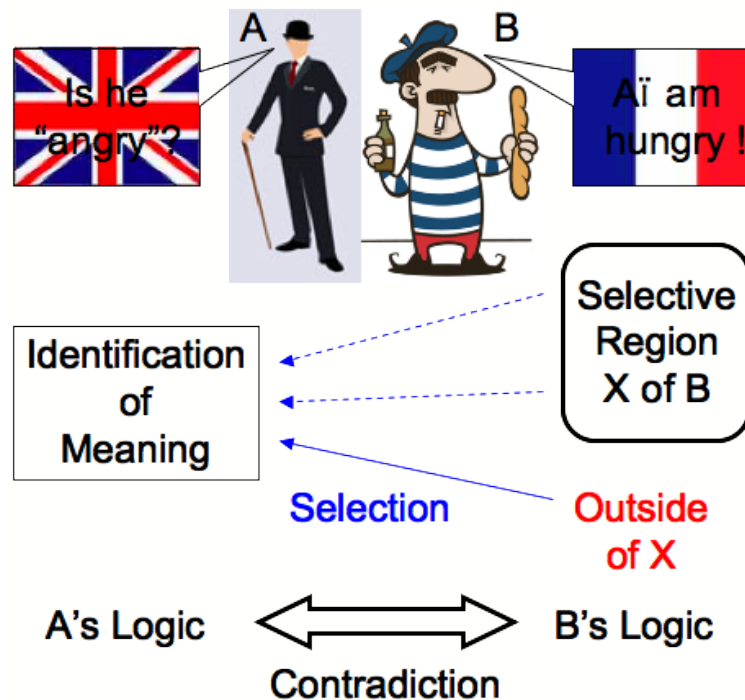 A
B
Is he
“angry”?
Aï am
hungry !
Selective
Region
X of B
Identification
of
Meaning
Selection
Outside
of X
A's Logic
B's Logic
Contradiction